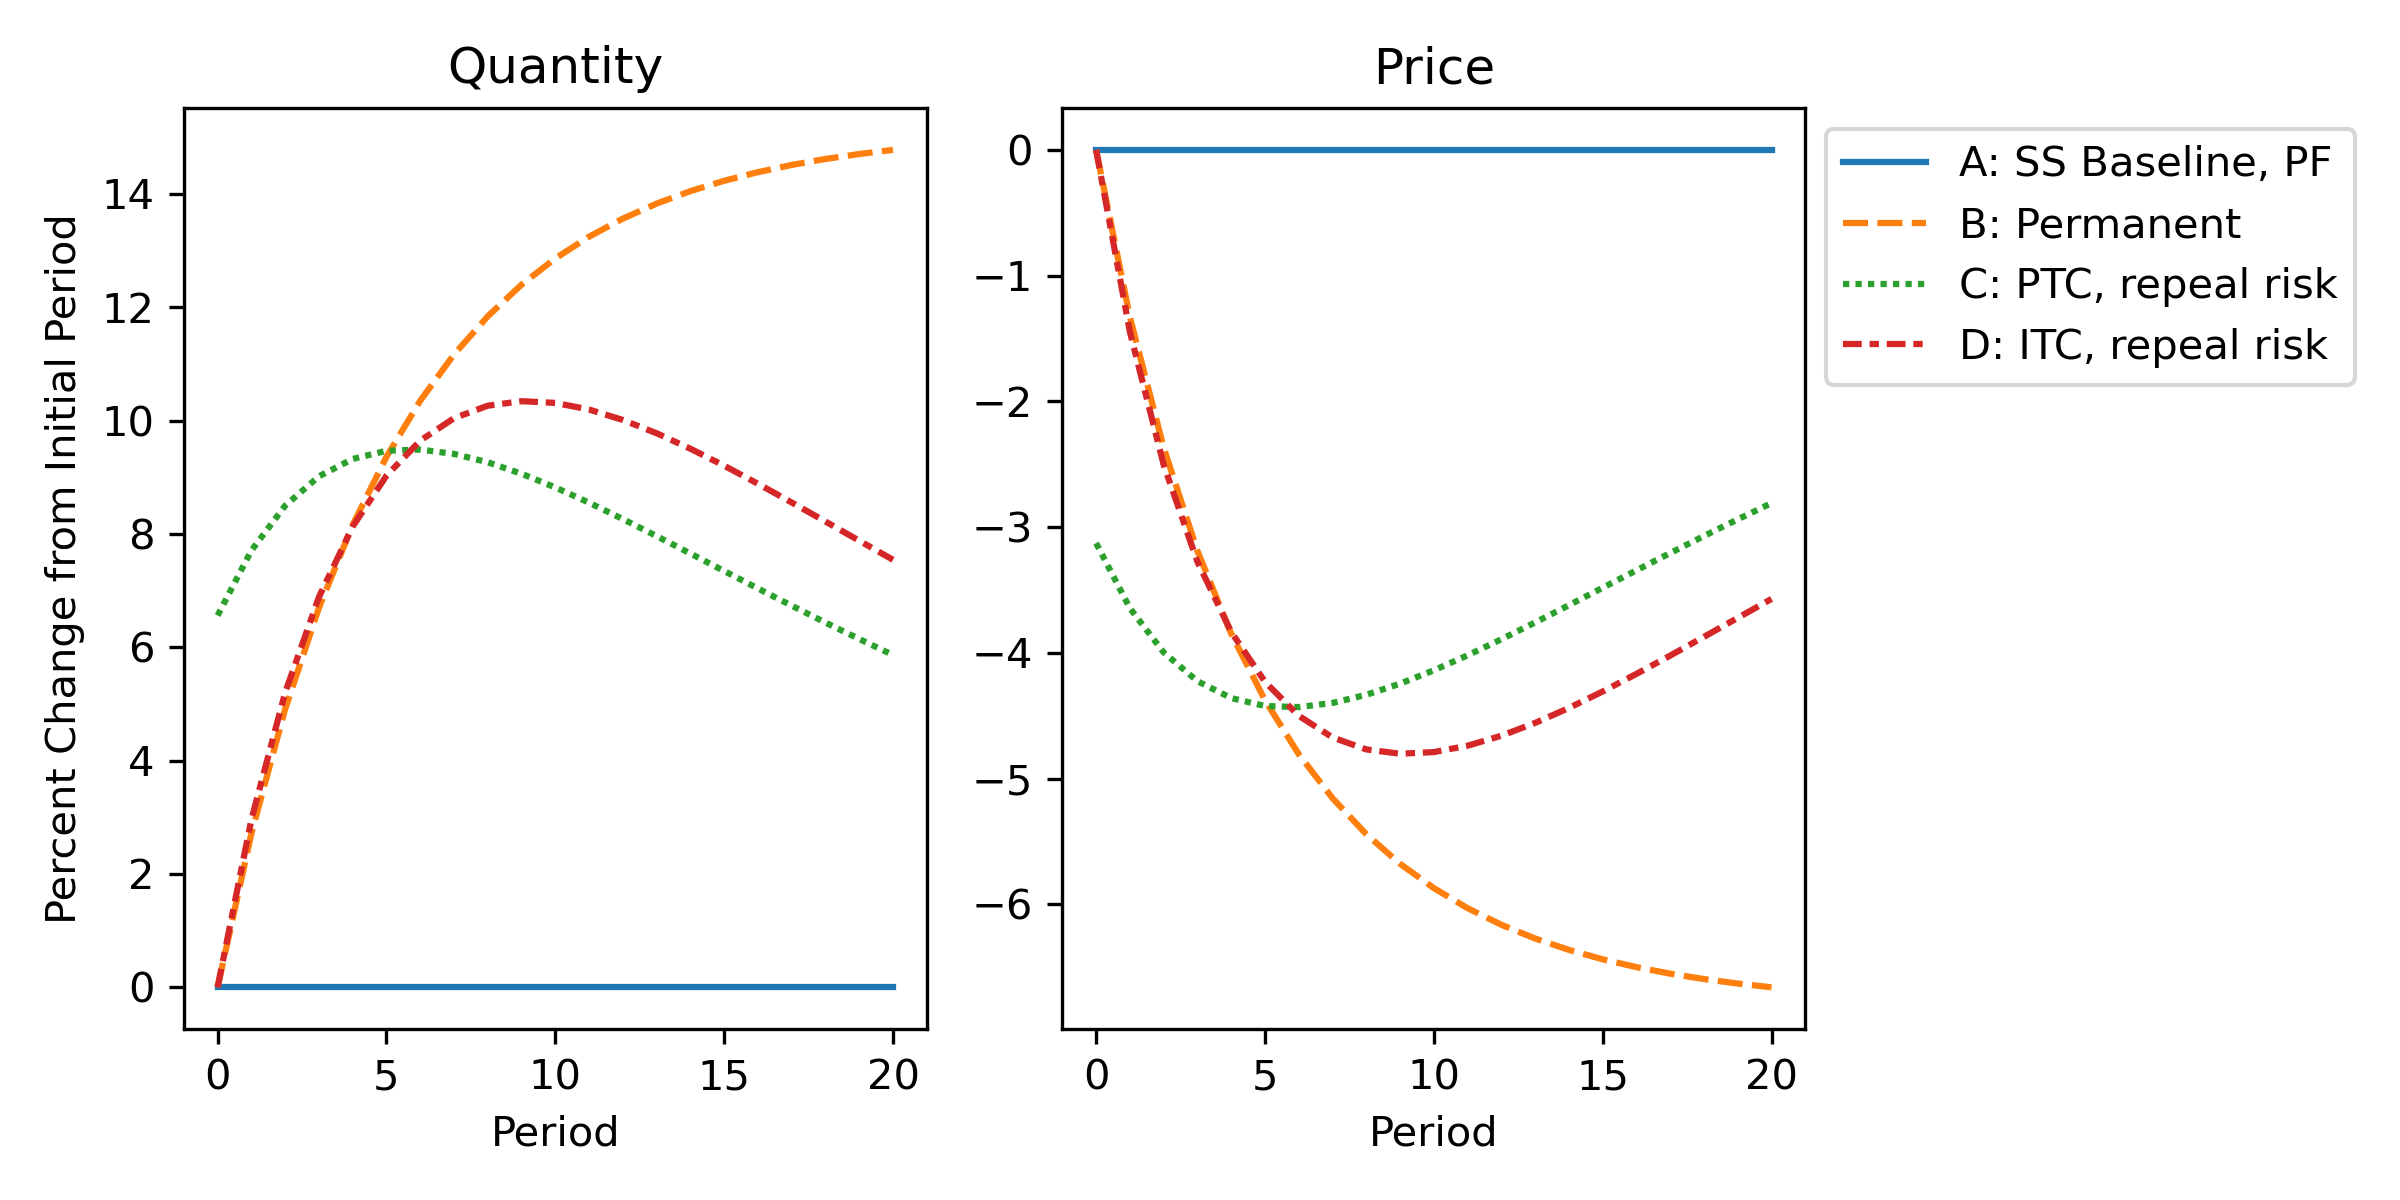 Quantity
Price
Percent Change from Initial Period
14
12
10
8
6
4
2
0
0
5
10
15
20
Period
0
−1
−2
−3
−4
−5
−6
0
5
10
15
20
Period
A: SS Baseline, PF
B: Permanent
C: PTC, repeal risk
D: ITC, repeal risk